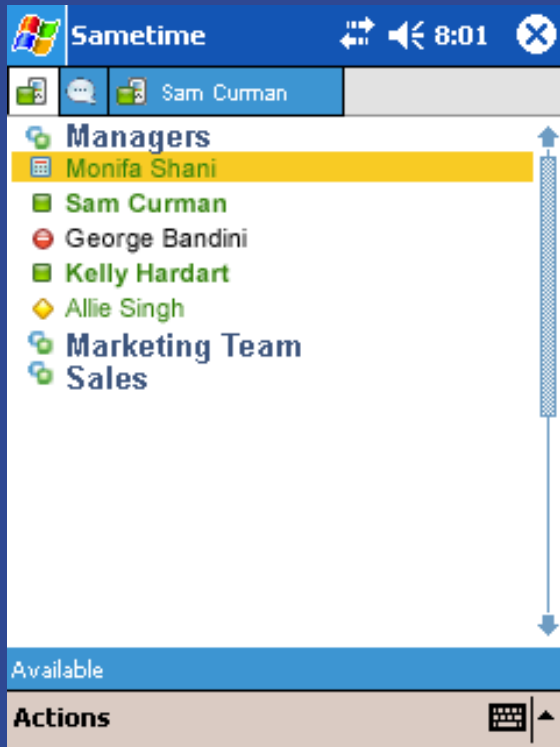 Sametime 8:01
Sam Curman
Managers
Monifa Shani
Sam Curman
George Bandini
Kelly Hardart
Allie Singh
Marketing Team
Sales
Available
Actions